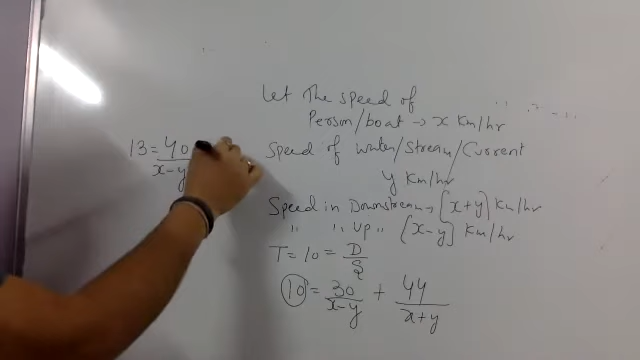 Let The speed of
Person/boat → x Km/hr
13 = 40
x-y
Speed of water/Stream/Current
y Km/hr
Speed in Downstream → [x+y] Km/hr
" " Up " [x-y] Km/hr
T = 10 = D/S
10 = 30/x-y + 44/x+y